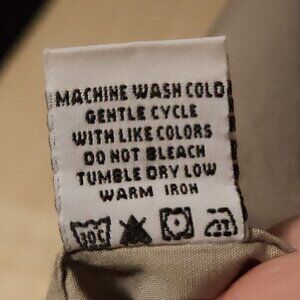 MACHINE WASH COLD
GENTLE CYCLE
WITH LIKE COLORS
DO NOT BLEACH
TUMBLE DRY LOW
WARM IRON
30C